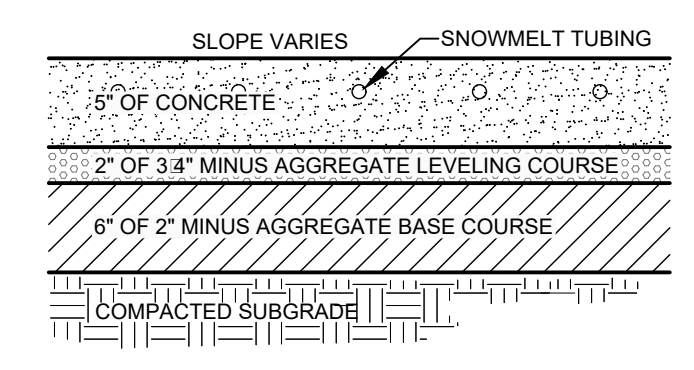 SLOPE VARIES
SNOWMELT TUBING
5" OF CONCRETE
2" OF 3□4" MINUS AGGREGATE LEVELING COURSE
6" OF 2" MINUS AGGREGATE BASE COURSE
COMPACTED SUBGRADE